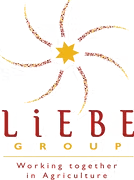 LiEBE
GROUP
Working together
in Agriculture